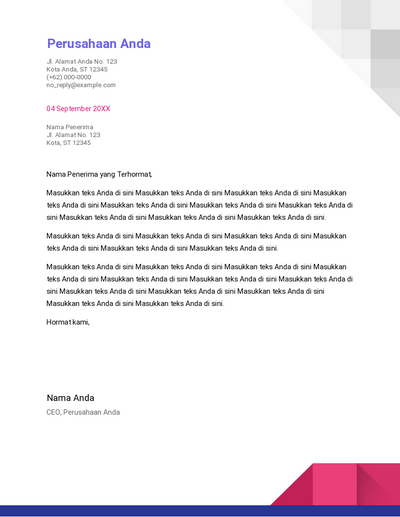 Perusahaan Anda
Jl. Alamat Anda No. 123
Kota Anda, ST 12345
(+62) 000-0000
no_reply@example.com
04 September 20XX
Nama Penerima
Jl. Alamat No. 123
Kota, ST 12345
Nama Penerima yang Terhormat,
Masukkan teks Anda di sini Masukkan teks Anda di sini Masukkan teks Anda di sini Masukkan
teks Anda di sini Masukkan teks Anda di sini Masukkan teks Anda di sini Masukkan teks Anda di
sini Masukkan teks Anda di sini Masukkan teks Anda di sini Masukkan teks Anda di sini.
Masukkan teks Anda di sini Masukkan teks Anda di sini Masukkan teks Anda di sini Masukkan
teks Anda di sini Masukkan teks Anda di sini Masukkan teks Anda di sini.
Masukkan teks Anda di sini Masukkan teks Anda di sini Masukkan teks Anda di sini Masukkan
teks Anda di sini Masukkan teks Anda di sini Masukkan teks Anda di sini Masukkan teks Anda di
sini Masukkan teks Anda di sini Masukkan teks Anda di sini Masukkan teks Anda di sini
Masukkan teks Anda di sini Masukkan teks Anda di sini.
Hormat kami,
Nama Anda
CEO, Perusahaan Anda